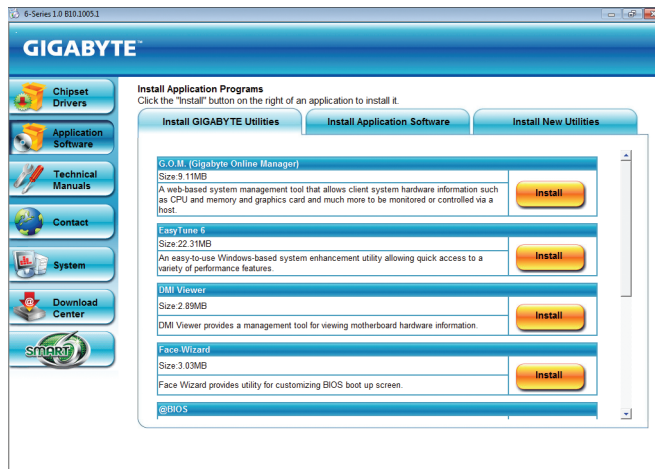 6-Series 1.0 B10.1005.1
GIGABYTE™
Chipset
Drivers
Application
Software
Technical
Manuals
Contact
System
Download
Center
SMART
Install Application Programs
Click the "Install" button on the right of an application to install it.
Install GIGABYTE Utilities
Install Application Software
Install New Utilities
G.O.M. (Gigabyte Online Manager)
Size:9.11MB
A web-based system management tool that allows client system hardware information such
as CPU and memory and graphics card and much more to be monitored or controlled via a
host.
Install
EasyTune 6
Size:22.31MB
An easy-to-use Windows-based system enhancement utility allowing quick access to a
variety of performance features.
Install
DMI Viewer
Size:2.89MB
DMI Viewer provides a management tool for viewing motherboard hardware information.
Install
Face-Wizard
Size:3.03MB
Face Wizard provides utility for customizing BIOS boot up screen.
Install
@BIOS